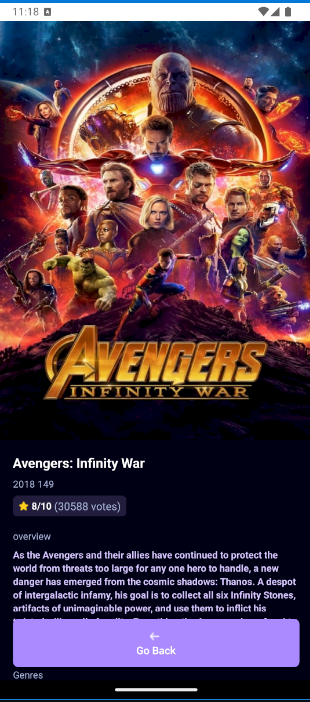 11:18
AVENGERS
INFINITY WAR
Avengers: Infinity War
2018 149
8/10 (30588 votes)
overview
As the Avengers and their allies have continued to protect the
world from threats too large for any one hero to handle, a new
danger has emerged from the cosmic shadows: Thanos. A despot
of intergalactic infamy, his goal is to collect all six Infinity Stones,
artifacts of unimaginable power, and use them to inflict his
Go Back
Genres